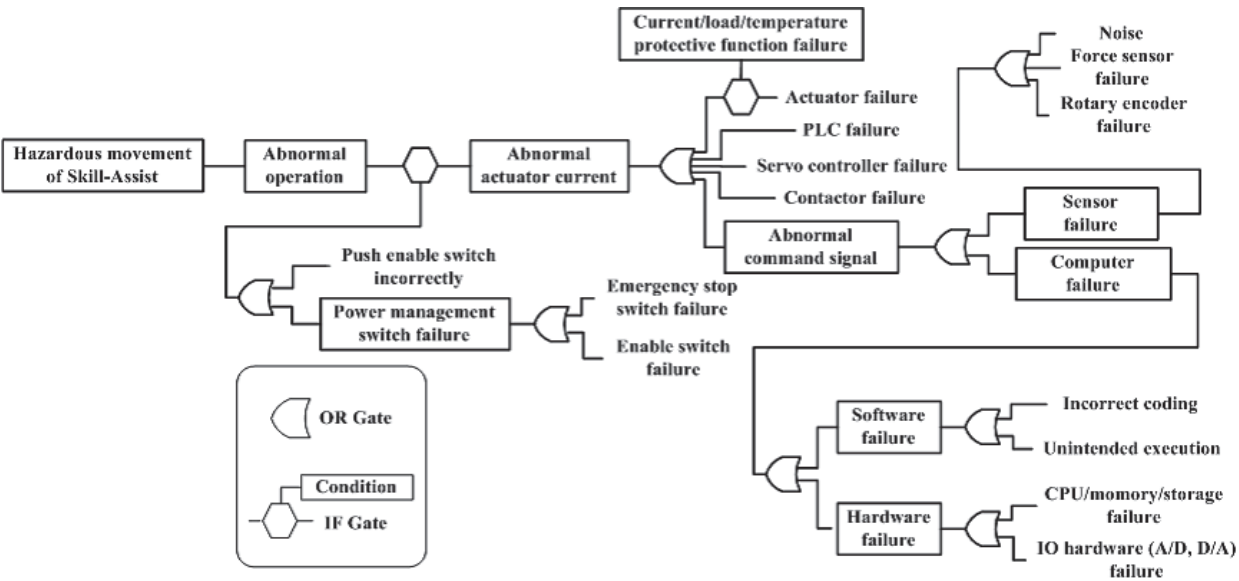 Current/load/temperature
protective function failure
Noise
Force sensor
failure
Rotary encoder
failure
Actuator failure
PLC failure
Servo controller failure
Contactor failure
Hazardous movement
of Skill-Assist
Abnormal
operation
Abnormal
actuator current
Sensor
failure
Abnormal
command signal
Computer
failure
Push enable switch
incorrectly
Power management
switch failure
Emergency stop
switch failure
Enable switch
failure
OR Gate
Condition
IF Gate
Software
failure
Incorrect coding
Unintended execution
Hardware
failure
CPU/momory/storage
failure
IO hardware (A/D, D/A)
failure